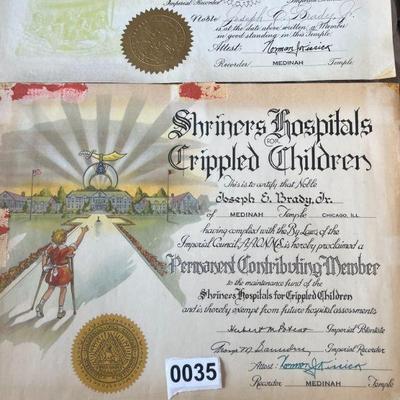 Imperial Recorder
Noble Joseph E. Brady, Jr.
is at the date above written, a Member
in good standing in this Temple.
Attest: Norman J.
Recorder MEDINAH Temple
Shriners Hospitals
FOR
Crippled Children
This is to certify that Noble
Joseph E. Brady, Jr.
of MEDINAH Temple CHICAGO, ILL
having complied with the By Laws of the
Imperial Council, A.A.O.N.M.S. is hereby proclaimed a
Permanent Contributing Member
to the maintenance fund of the
Shriners Hospitals for Crippled Children
and is hereby exempt from future hospital assessments
Imperial Potentate
George M. Saunders Imperial Recorder
Attest: Norman J.
Recorder MEDINAH Temple
0035